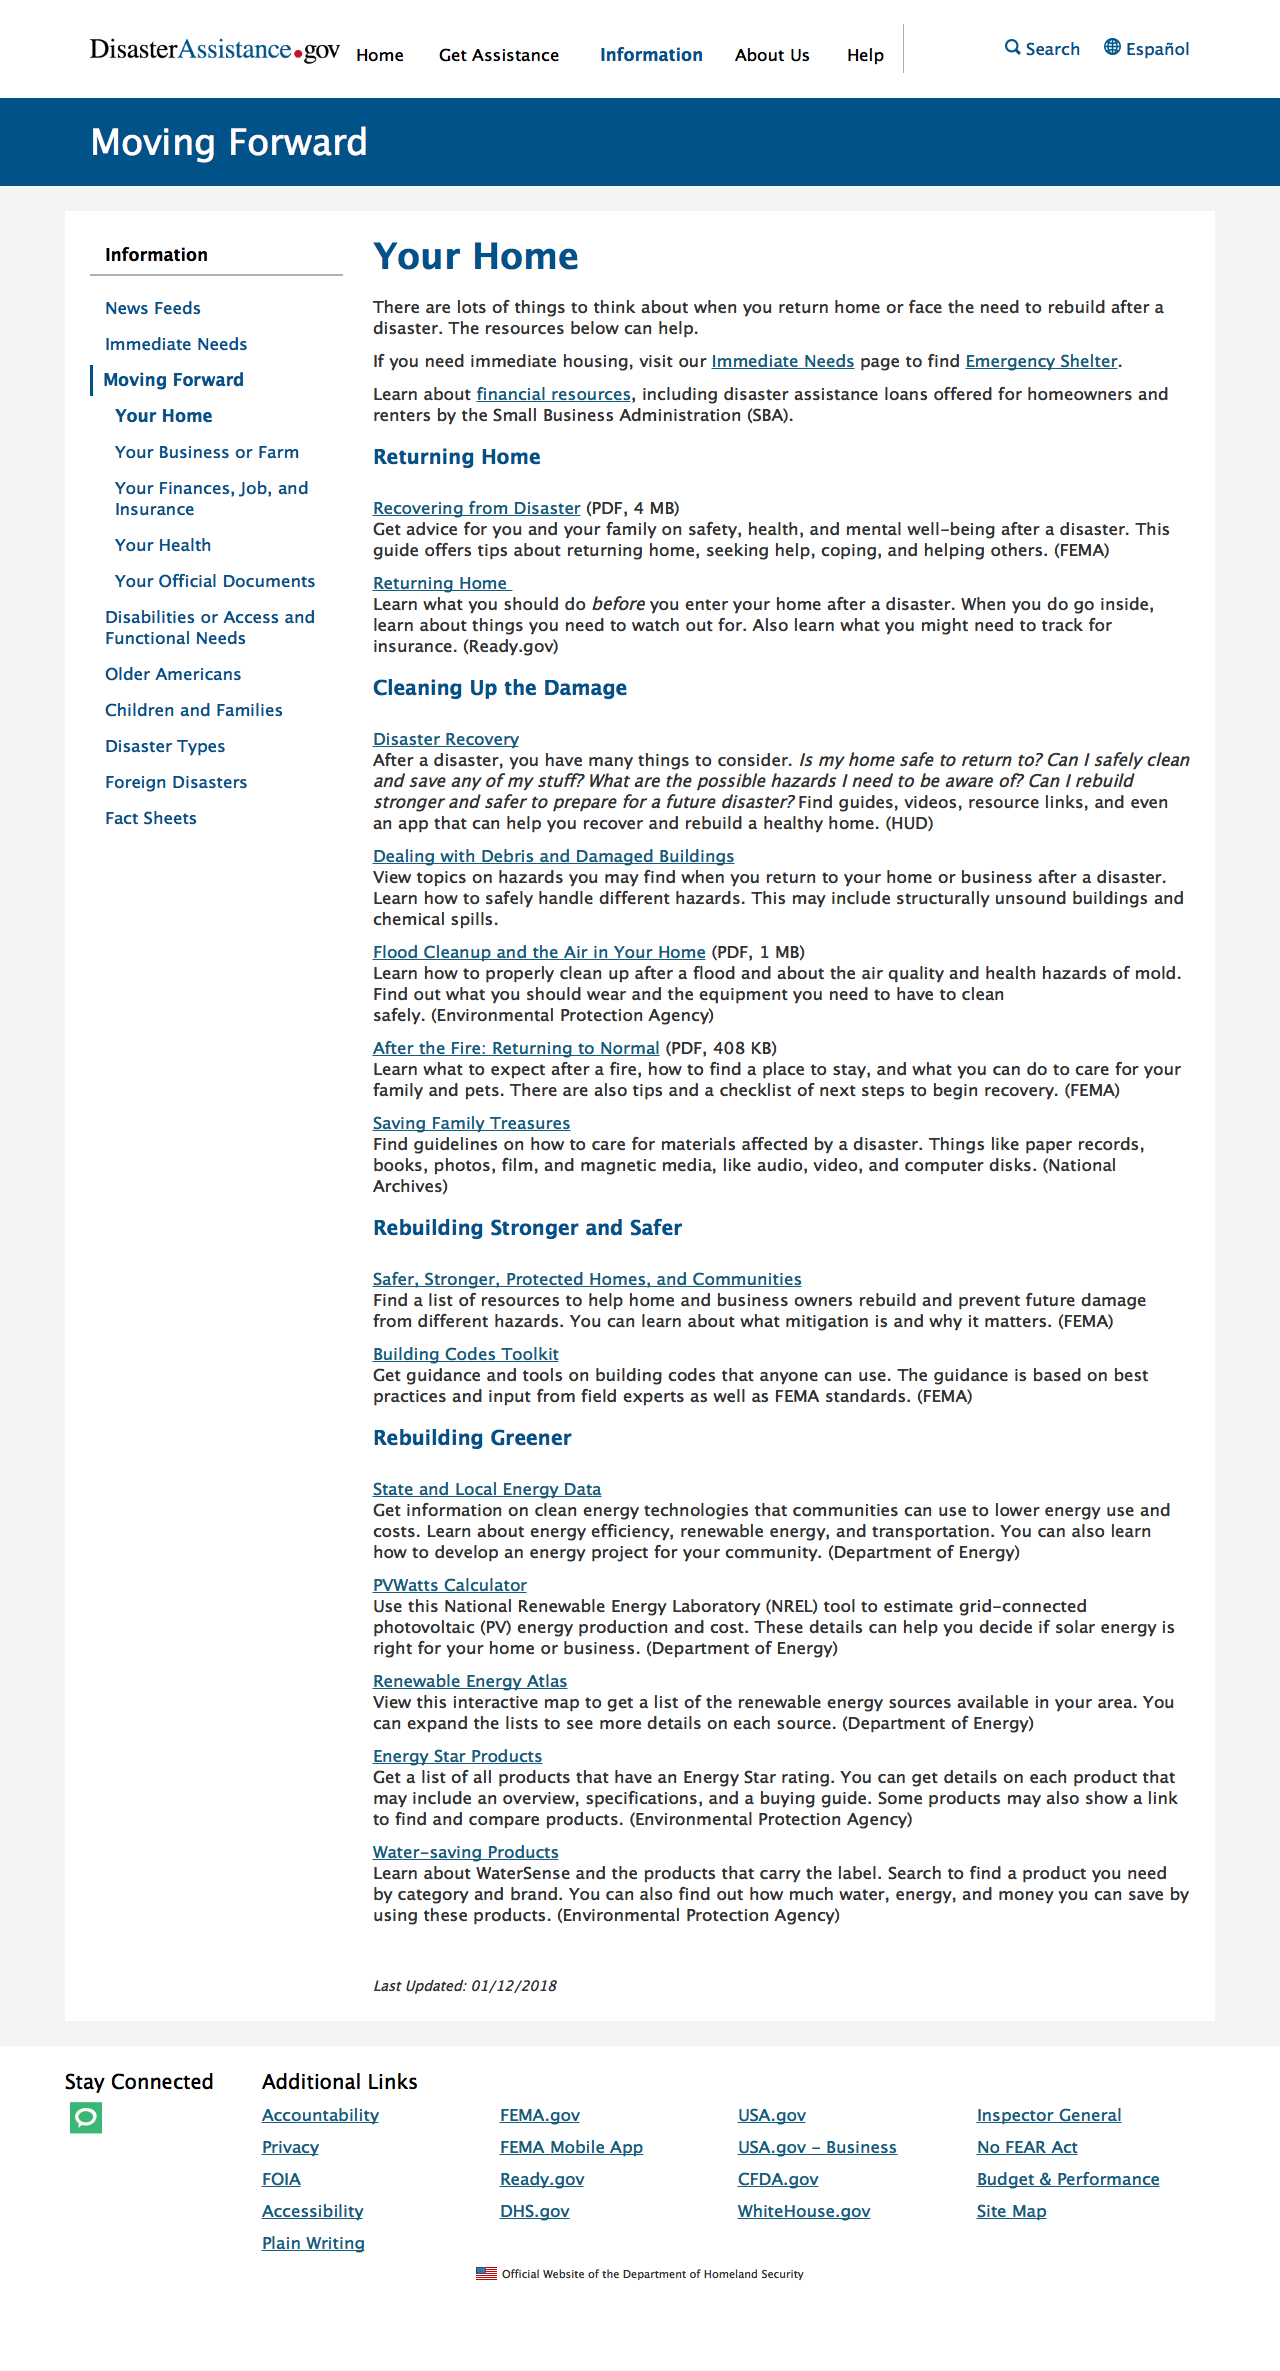 DisasterAssistance.gov
Home
Get Assistance
Information
About Us
Help
Search
Español
Moving Forward
Information
News Feeds
Immediate Needs
Moving Forward
Your Home
Your Business or Farm
Your Finances, Job, and
Insurance
Your Health
Your Official Documents
Disabilities or Access and
Functional Needs
Older Americans
Children and Families
Disaster Types
Foreign Disasters
Fact Sheets
Your Home
There are lots of things to think about when you return home or face the need to rebuild after a
disaster. The resources below can help.
If you need immediate housing, visit our Immediate Needs page to find Emergency Shelter.
Learn about financial resources, including disaster assistance loans offered for homeowners and
renters by the Small Business Administration (SBA).
Returning Home
Recovering from Disaster (PDF, 4 MB)
Get advice for you and your family on safety, health, and mental well-being after a disaster. This
guide offers tips about returning home, seeking help, coping, and helping others. (FEMA)
Returning Home
Learn what you should do before you enter your home after a disaster. When you do go inside,
learn about things you need to watch out for. Also learn what you might need to track for
insurance. (Ready.gov)
Cleaning Up the Damage
Disaster Recovery
After a disaster, you have many things to consider. Is my home safe to return to? Can I safely clean
and save any of my stuff? What are the possible hazards I need to be aware of? Can I rebuild
stronger and safer to prepare for a future disaster? Find guides, videos, resource links, and even
an app that can help you recover and rebuild a healthy home. (HUD)
Dealing with Debris and Damaged Buildings
View topics on hazards you may find when you return to your home or business after a disaster.
Learn how to safely handle different hazards. This may include structurally unsound buildings and
chemical spills.
Flood Cleanup and the Air in Your Home (PDF, 1 MB)
Learn how to properly clean up after a flood and about the air quality and health hazards of mold.
Find out what you should wear and the equipment you need to have to clean
safely. (Environmental Protection Agency)
After the Fire: Returning to Normal (PDF, 408 KB)
Learn what to expect after a fire, how to find a place to stay, and what you can do to care for your
family and pets. There are also tips and a checklist of next steps to begin recovery. (FEMA)
Saving Family Treasures
Find guidelines on how to care for materials affected by a disaster. Things like paper records,
books, photos, film, and magnetic media, like audio, video, and computer disks. (National
Archives)
Rebuilding Stronger and Safer
Safer, Stronger, Protected Homes, and Communities
Find a list of resources to help home and business owners rebuild and prevent future damage
from different hazards. You can learn about what mitigation is and why it matters. (FEMA)
Building Codes Toolkit
Get guidance and tools on building codes that anyone can use. The guidance is based on best
practices and input from field experts as well as FEMA standards. (FEMA)
Rebuilding Greener
State and Local Energy Data
Get information on clean energy technologies that communities can use to lower energy use and
costs. Learn about energy efficiency, renewable energy, and transportation. You can also learn
how to develop an energy project for your community. (Department of Energy)
PVWatts Calculator
Use this National Renewable Energy Laboratory (NREL) tool to estimate grid-connected
photovoltaic (PV) energy production and cost. These details can help you decide if solar energy is
right for your home or business. (Department of Energy)
Renewable Energy Atlas
View this interactive map to get a list of the renewable energy sources available in your area. You
can expand the lists to see more details on each source. (Department of Energy)
Energy Star Products
Get a list of all products that have an Energy Star rating. You can get details on each product that
may include an overview, specifications, and a buying guide. Some products may also show a link
to find and compare products. (Environmental Protection Agency)
Water-saving Products
Learn about WaterSense and the products that carry the label. Search to find a product you need
by category and brand. You can also find out how much water, energy, and money you can save by
using these products. (Environmental Protection Agency)
Last Updated: 01/12/2018
Stay Connected
Additional Links
Accountability
Privacy
FOIA
Accessibility
Plain Writing
FEMA.gov
FEMA Mobile App
Ready.gov
DHS.gov
USA.gov
USA.gov - Business
CFDA.gov
WhiteHouse.gov
Inspector General
No FEAR Act
Budget & Performance
Site Map
Official Website of the Department of Homeland Security